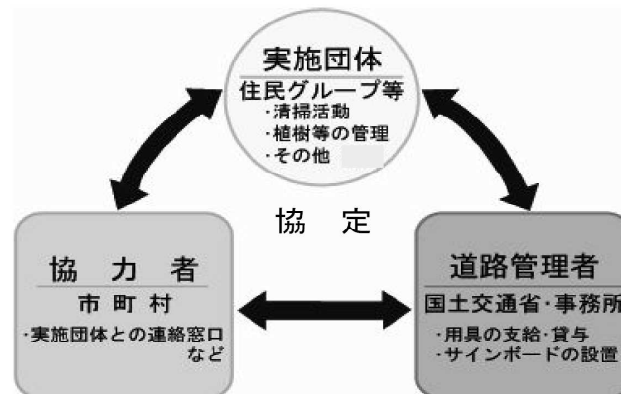 実施団体
住民グループ等
・清掃活動
・植樹等の管理
・その他
協 定
協 力 者
市 町 村
・実施団体との連絡窓口
など
道路管理者
国土交通省・事務所
・用具の支給・貸与
・サインボードの設置